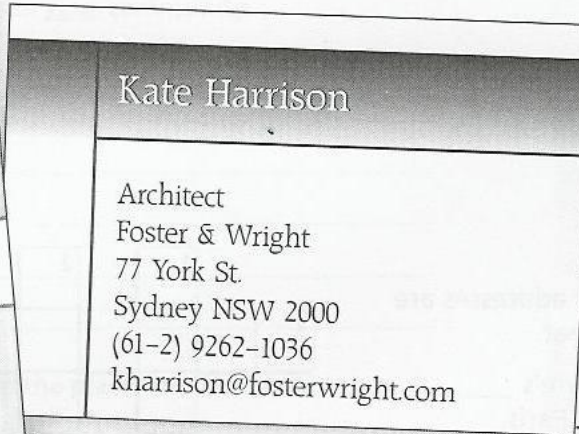 Kate Harrison
Architect
Foster & Wright
77 York St.
Sydney NSW 2000
(61–2) 9262–1036
kharrison@fosterwright.com